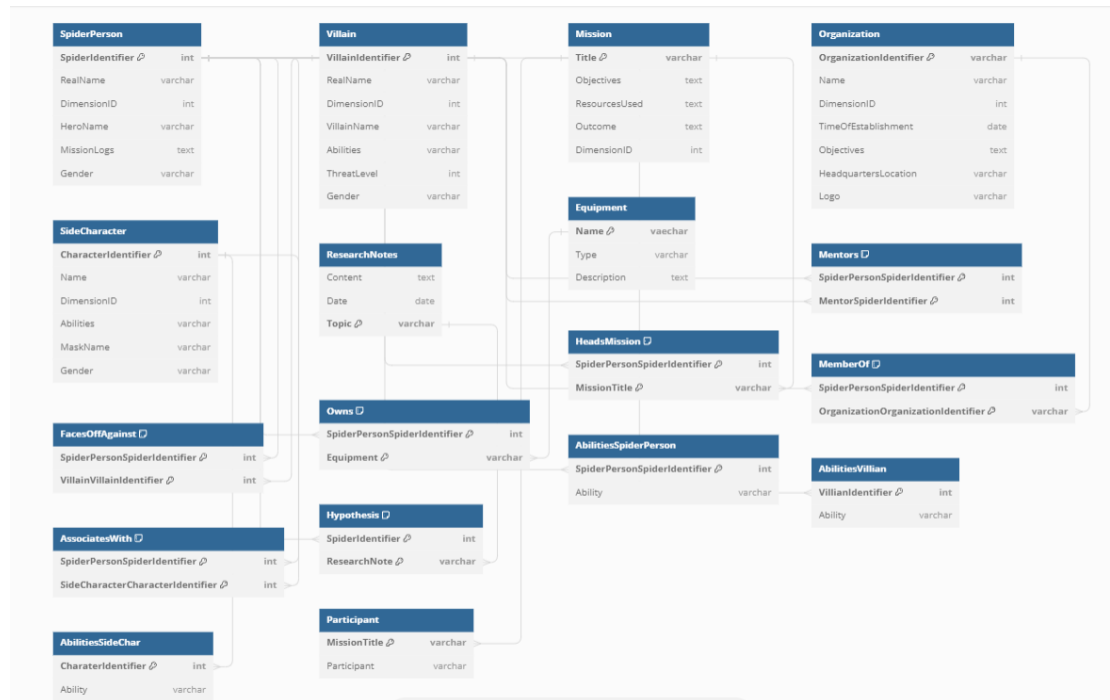 SpiderPerson
SpiderIdentifier int
RealName varchar
DimensionID int
HeroName varchar
MissionLogs text
Gender varchar
SideCharacter
CharacterIdentifier int
Name varchar
DimensionID int
Abilities varchar
MaskName varchar
Gender varchar
FacesOffAgainst
SpiderPersonSpiderIdentifier int
VillainVillainIdentifier int
AssociatesWith
SpiderPersonSpiderIdentifier int
SideCharacterCharacterIdentifier int
AbilitiesSideChar
CharaterIdentifier int
Ability varchar
Villain
VillainIdentifier int
RealName varchar
DimensionID int
VillainName varchar
Abilities varchar
ThreatLevel int
Gender varchar
ResearchNotes
Content text
Date date
Topic varchar
Owns
SpiderPersonSpiderIdentifier int
Equipment varchar
Hypothesis
SpiderIdentifier int
ResearchNote varchar
Participant
MissionTitle varchar
Participant varchar
Mission
Title varchar
Objectives text
ResourcesUsed text
Outcome text
DimensionID int
Equipment
Name vaechar
Type varchar
Description text
HeadsMission
SpiderPersonSpiderIdentifier int
MissionTitle varchar
AbilitiesSpiderPerson
SpiderPersonSpiderIdentifier int
Ability varchar
Organization
OrganizationIdentifier varchar
Name varchar
DimensionID int
TimeOfEstablishment date
Objectives text
HeadquartersLocation varchar
Logo varchar
Mentors
SpiderPersonSpiderIdentifier int
MentorSpiderIdentifier int
MemberOf
SpiderPersonSpiderIdentifier int
OrganizationOrganizationIdentifier varchar
AbilitiesVillian
VillianIdentifier int
Ability varchar